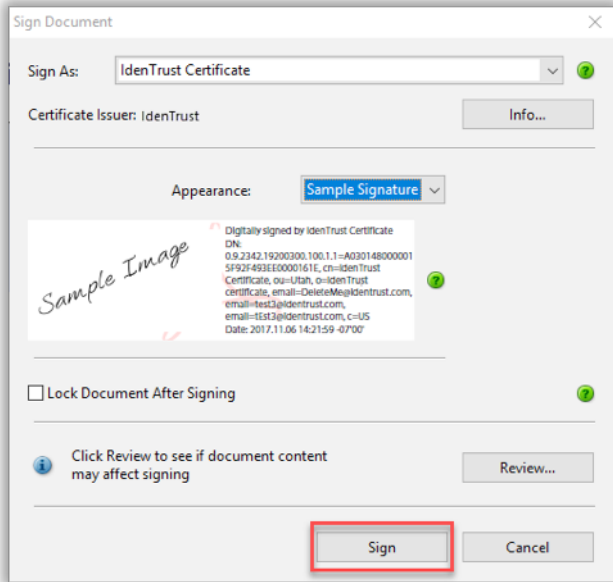 Sign Document
Sign As:
IdenTrust Certificate
?
Certificate Issuer: IdenTrust
Info...
Appearance:
Sample Signature
Sample Image
Digitally signed by IdenTrust Certificate
DN:
0.9.2342.19200300.100.1.1=A030148000001
5F92F493EE0000161E, cn=IdenTrust
Certificate, ou=Utah, o=IdenTrust
certificate, email=DeleteMe@Identrust.com,
email=test3@identrust.com,
email=tEst3@identrust.com, c=US
Date: 2017.11.06 14:21:59 -07'00'
?
Lock Document After Signing
?
i
Click Review to see if document content
may affect signing
Review...
Sign
Cancel